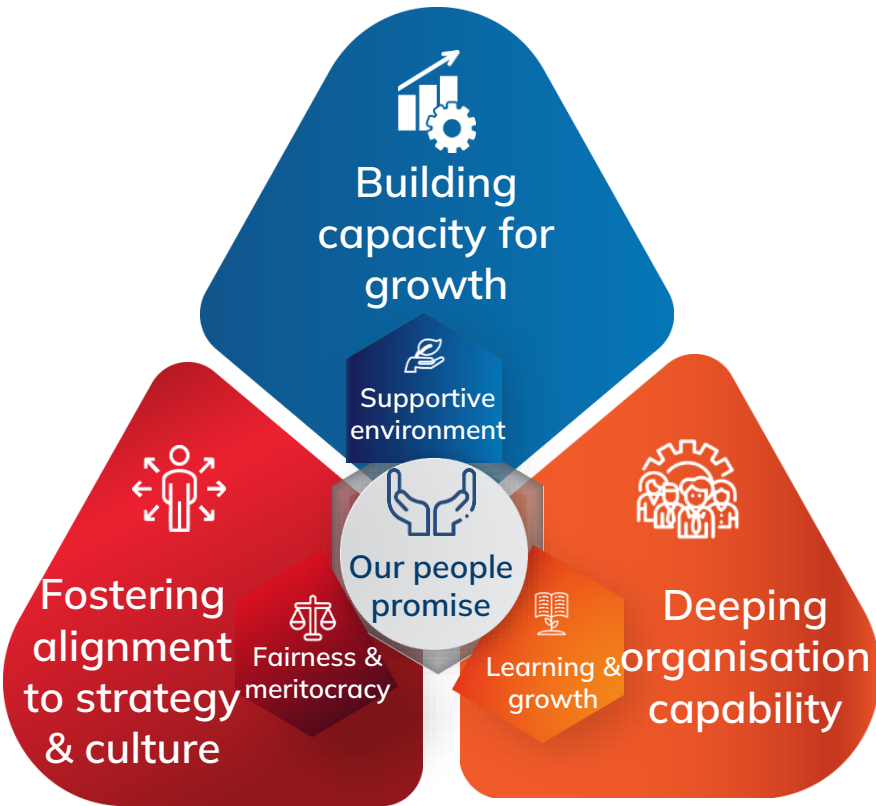 Building
capacity for
growth
Supportive
environment
Our people
promise
Fostering
alignment
to strategy
& culture
Fairness &
meritocracy
Learning &
growth
Deeping
organisation
capability